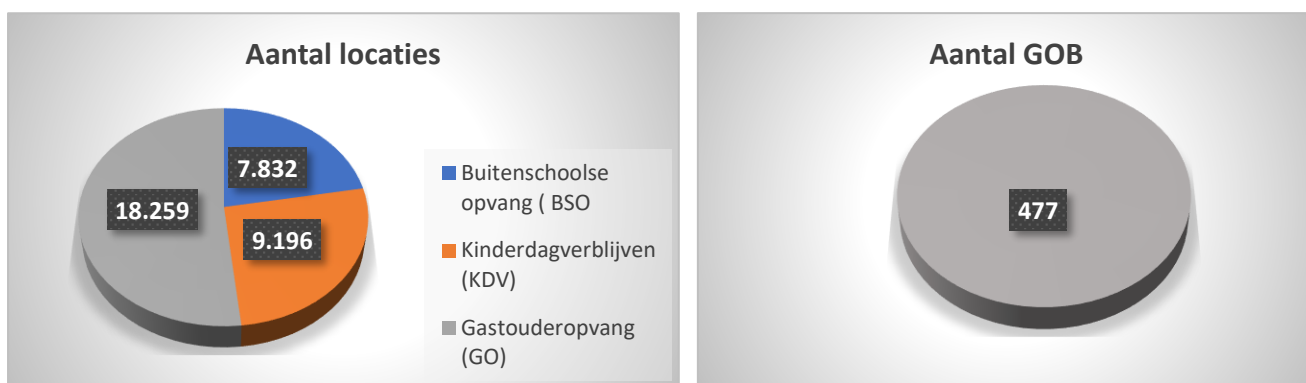 Aantal locaties
7.832
18.259
9.196
Buitenschoolse
opvang ( BSO
Kinderdagverblijven
(KDV)
Gastouderopvang
(GO)
Aantal GOB
477